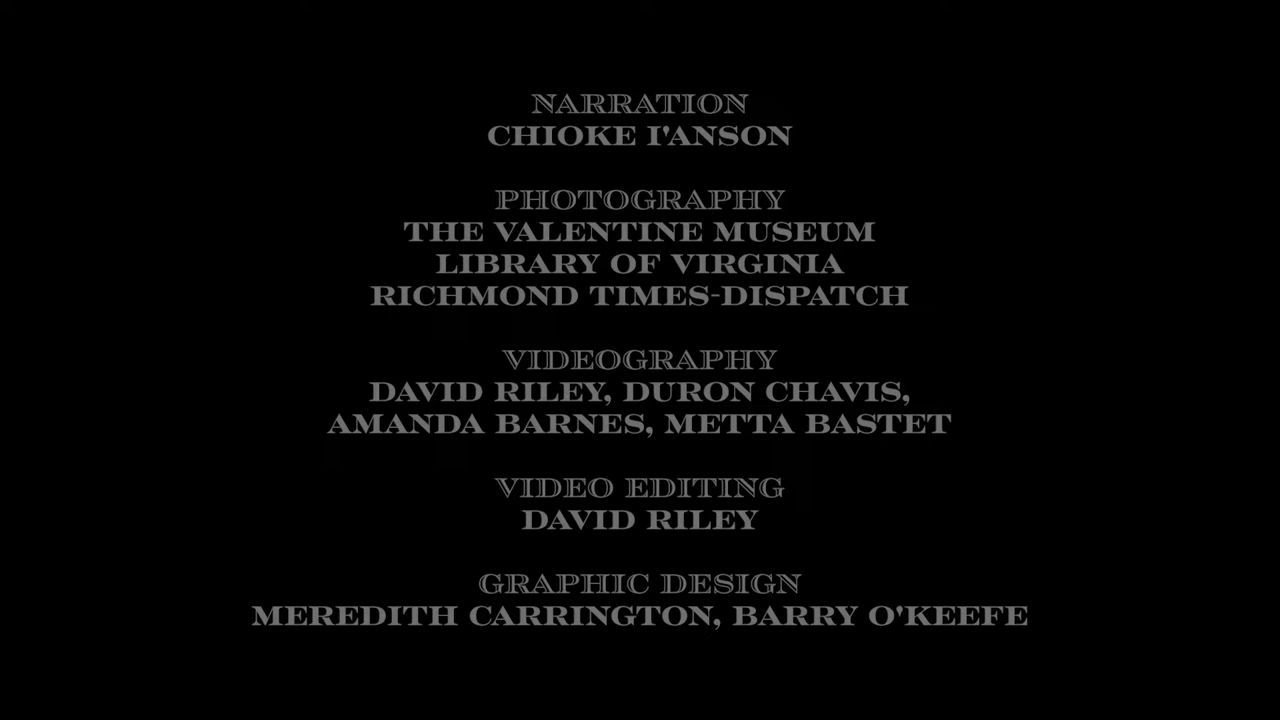 NARRATION
CHIOKE I'ANSON
PHOTOGRAPHY
THE VALENTINE MUSEUM
LIBRARY OF VIRGINIA
RICHMOND TIMES-DISPATCH
VIDEOGRAPHY
DAVID RILEY, DURON CHAVIS,
AMANDA BARNES, METTA BASTET
VIDEO EDITING
DAVID RILEY
GRAPHIC DESIGN
MEREDITH CARRINGTON, BARRY O'KEEFE